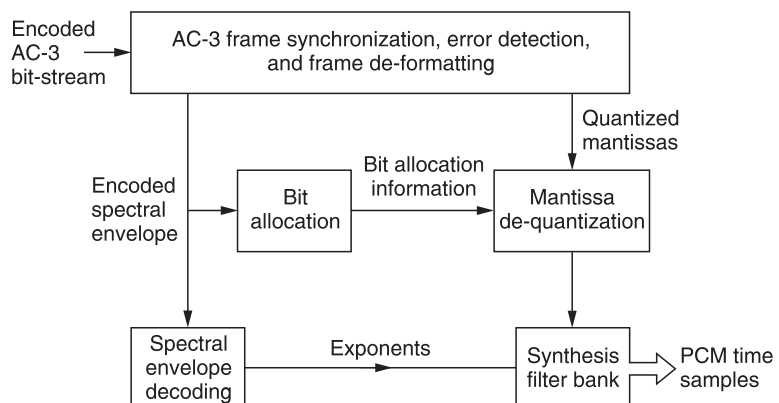 Encoded
AC-3
bit-stream
AC-3 frame synchronization, error detection,
and frame de-formatting
Quantized
mantissas
Encoded
spectral
envelope
Bit
allocation
Bit allocation
information
Mantissa
de-quantization
Spectral
envelope
decoding
Exponents
Synthesis
filter bank
PCM time
samples